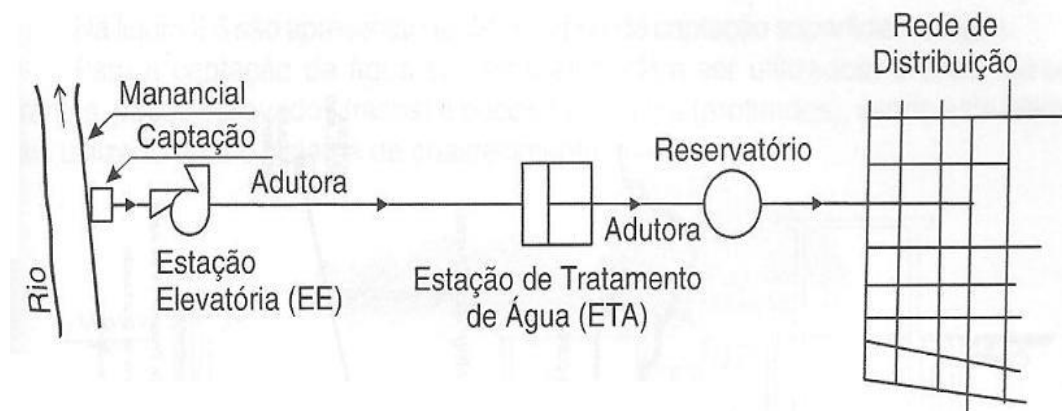 Rede de
Distribuição
Manancial
Captação
Reservatório
Adutora
Adutora
Rio
Estação
Elevatória (EE)
Estação de Tratamento
de Água (ETA)